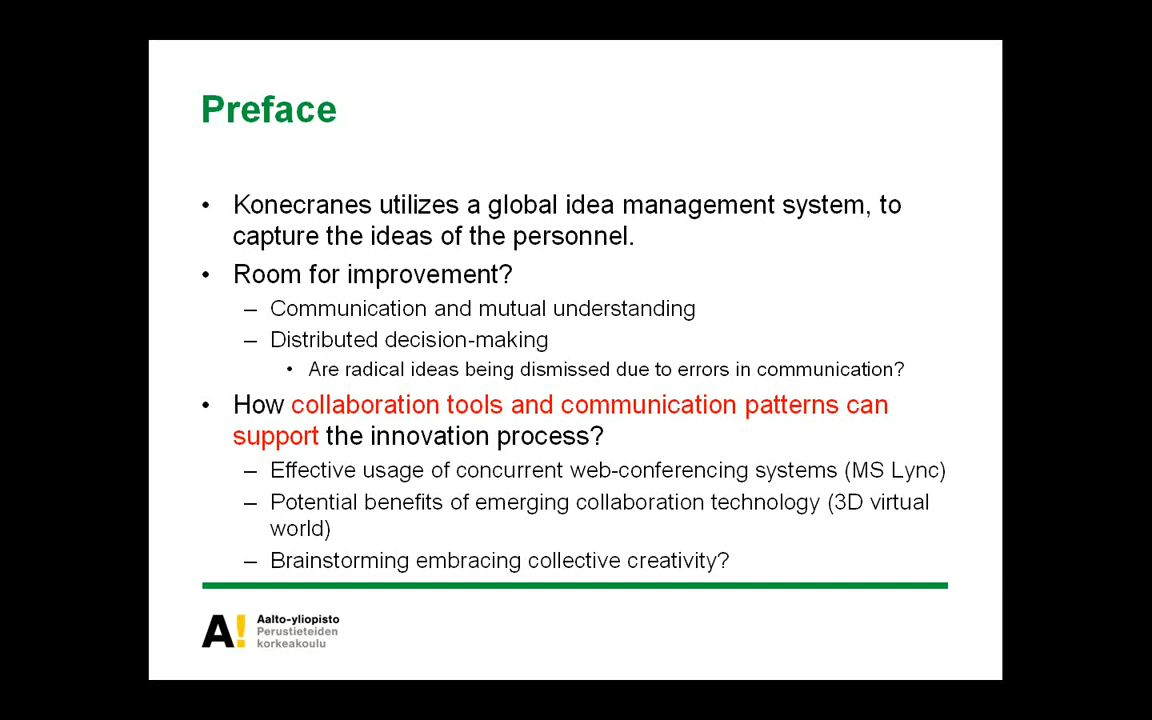 Preface
• Konecranes utilizes a global idea management system, to
capture the ideas of the personnel.
• Room for improvement?
– Communication and mutual understanding
– Distributed decision-making
• Are radical ideas being dismissed due to errors in communication?
• How collaboration tools and communication patterns can
support the innovation process?
– Effective usage of concurrent web-conferencing systems (MS Lync)
– Potential benefits of emerging collaboration technology (3D virtual
world)
– Brainstorming embracing collective creativity?
A!
Aalto-yliopisto
Perustieteiden
korkeakoulu